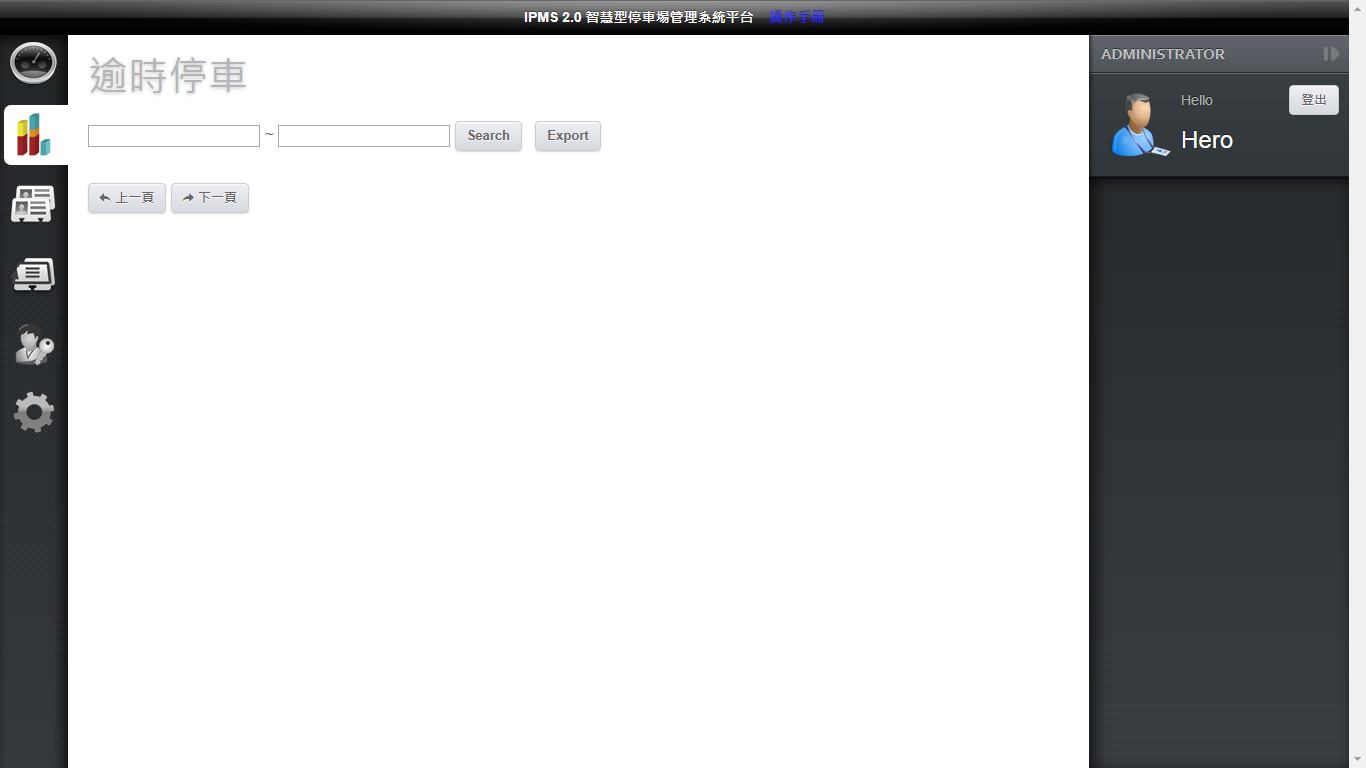 IPMS 2.0 智慧型停車場管理系統平台 操作手冊
逾時停車
~ Search Export
上一頁 下一頁
ADMINISTRATOR
Hello 登出
Hero